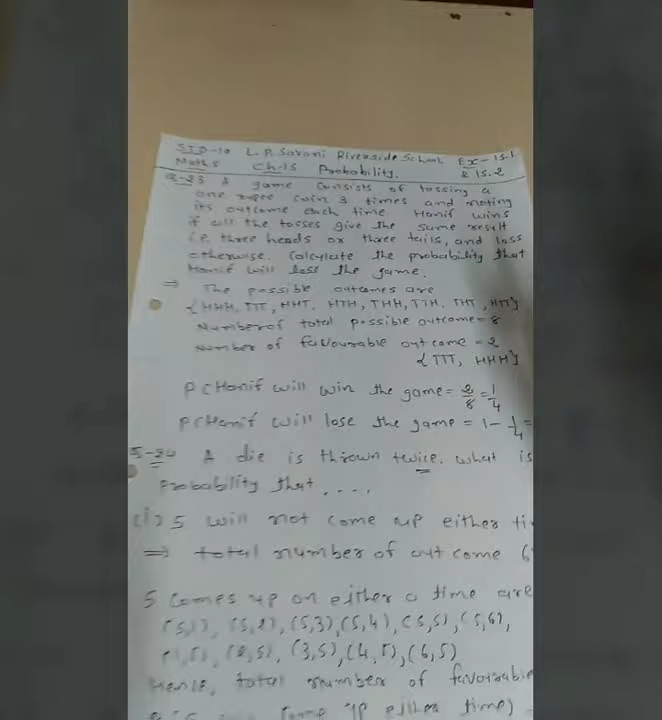 STD-10 L.P. Savani Riverside School Ex-15.1
Maths Ch-15 Probability. & 15.2
Q-23 A game consists of tossing a
one rupee coin 3 times and noting
its outcome each time Hanif wins
if all the tosses give the same result
i.e. three heads or three tails, and loss
otherwise. Calculate the probability that
Hanif will lose the game.
⇒ The possible outcomes are
{HHH, TTT, HHT, HTH, THH, TTH, THT, HTT}
Number of total possible outcome = 8
Number of favourable out come = 2
{TTT, HHH}
P(Hanif will win the game = 2/8 = 1/4
P(Hanif will lose the game = 1 - 1/4 =
A die is thrown twice. what is
Probability that ....
(i) 5 will not come up either
⇒ total number of out come 6
5 comes up on either a time are
(5,1), (5,2), (5,3), (5,4), (5,5), (5,6),
(1,5), (2,5), (3,5), (4,5), (6,5)
Hence, total number of favourable
come up either time)